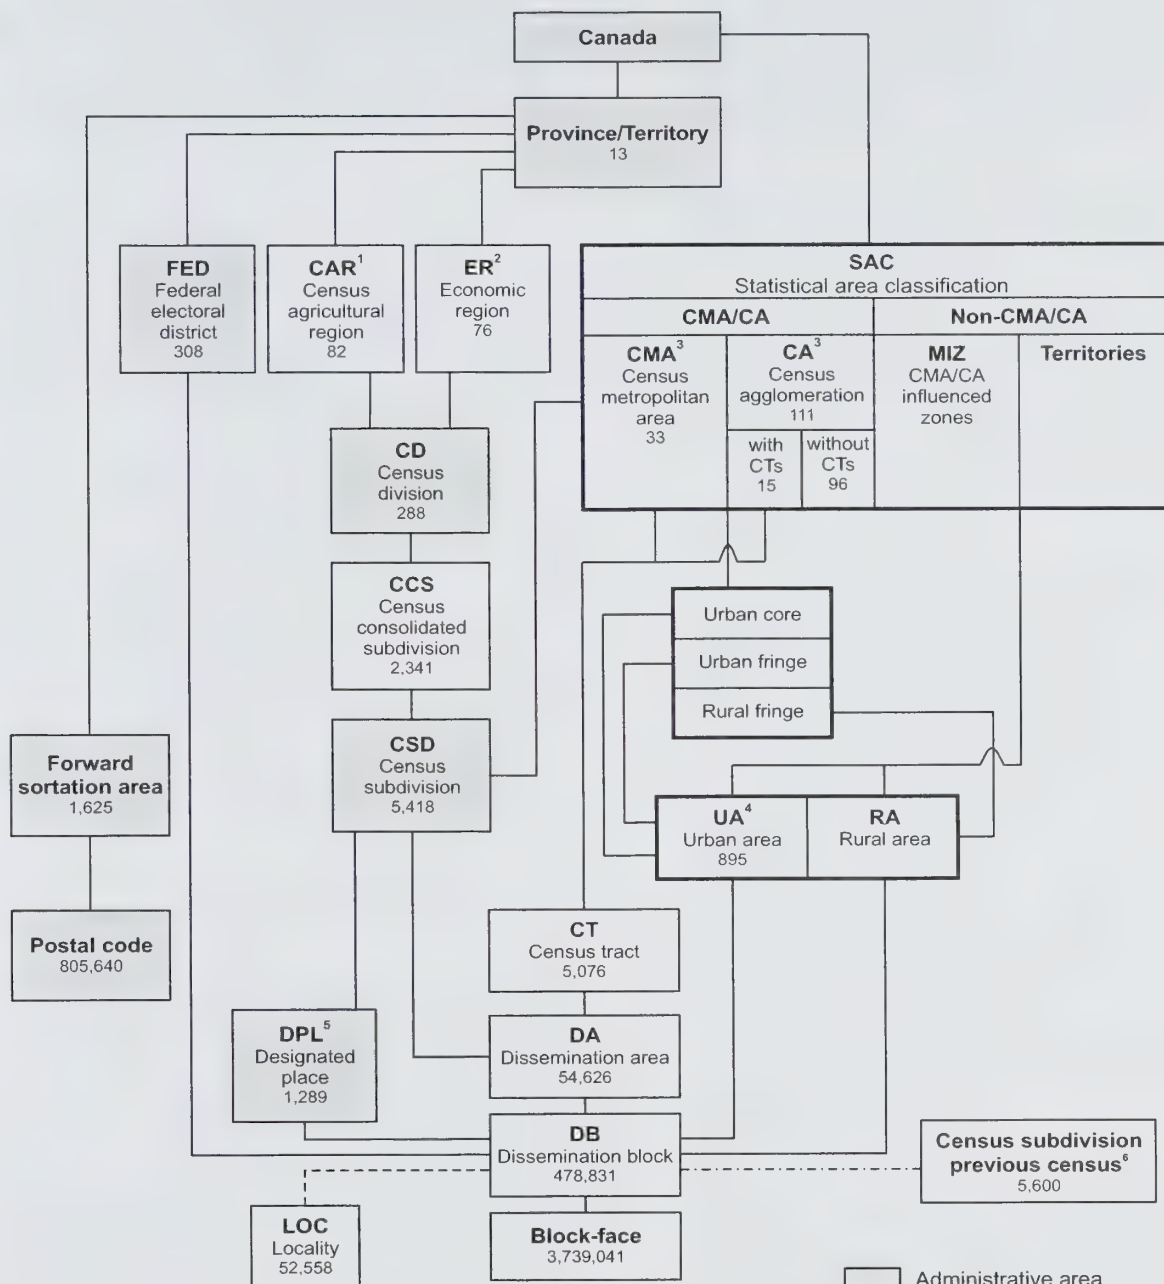 Canada
Province/Territory
13
FED
Federal
electoral
district
308
CAR1
Census
agricultural
region
82
ER2
Economic
region
76
SAC
Statistical area classification
CMA/CA
Non-CMA/CA
CMA3
Census
metropolitan
area
33
CA3
Census
agglomeration
111
with
CTs
15
without
CTs
96
MIZ
CMA/CA
influenced
zones
Territories
CD
Census
division
288
CCS
Census
consolidated
subdivision
2,341
Urban core
Urban fringe
Rural fringe
CSD
Census
subdivision
5,418
Forward
sortation area
1,625
UA4
Urban area
895
RA
Rural area
Postal code
805,640
CT
Census tract
5,076
DPL5
Designated
place
1,289
DA
Dissemination area
54,626
DB
Dissemination block
478,831
Census subdivision
previous census6
5,600
LOC
Locality
52,558
Block-face
3,739,041
Administrative area